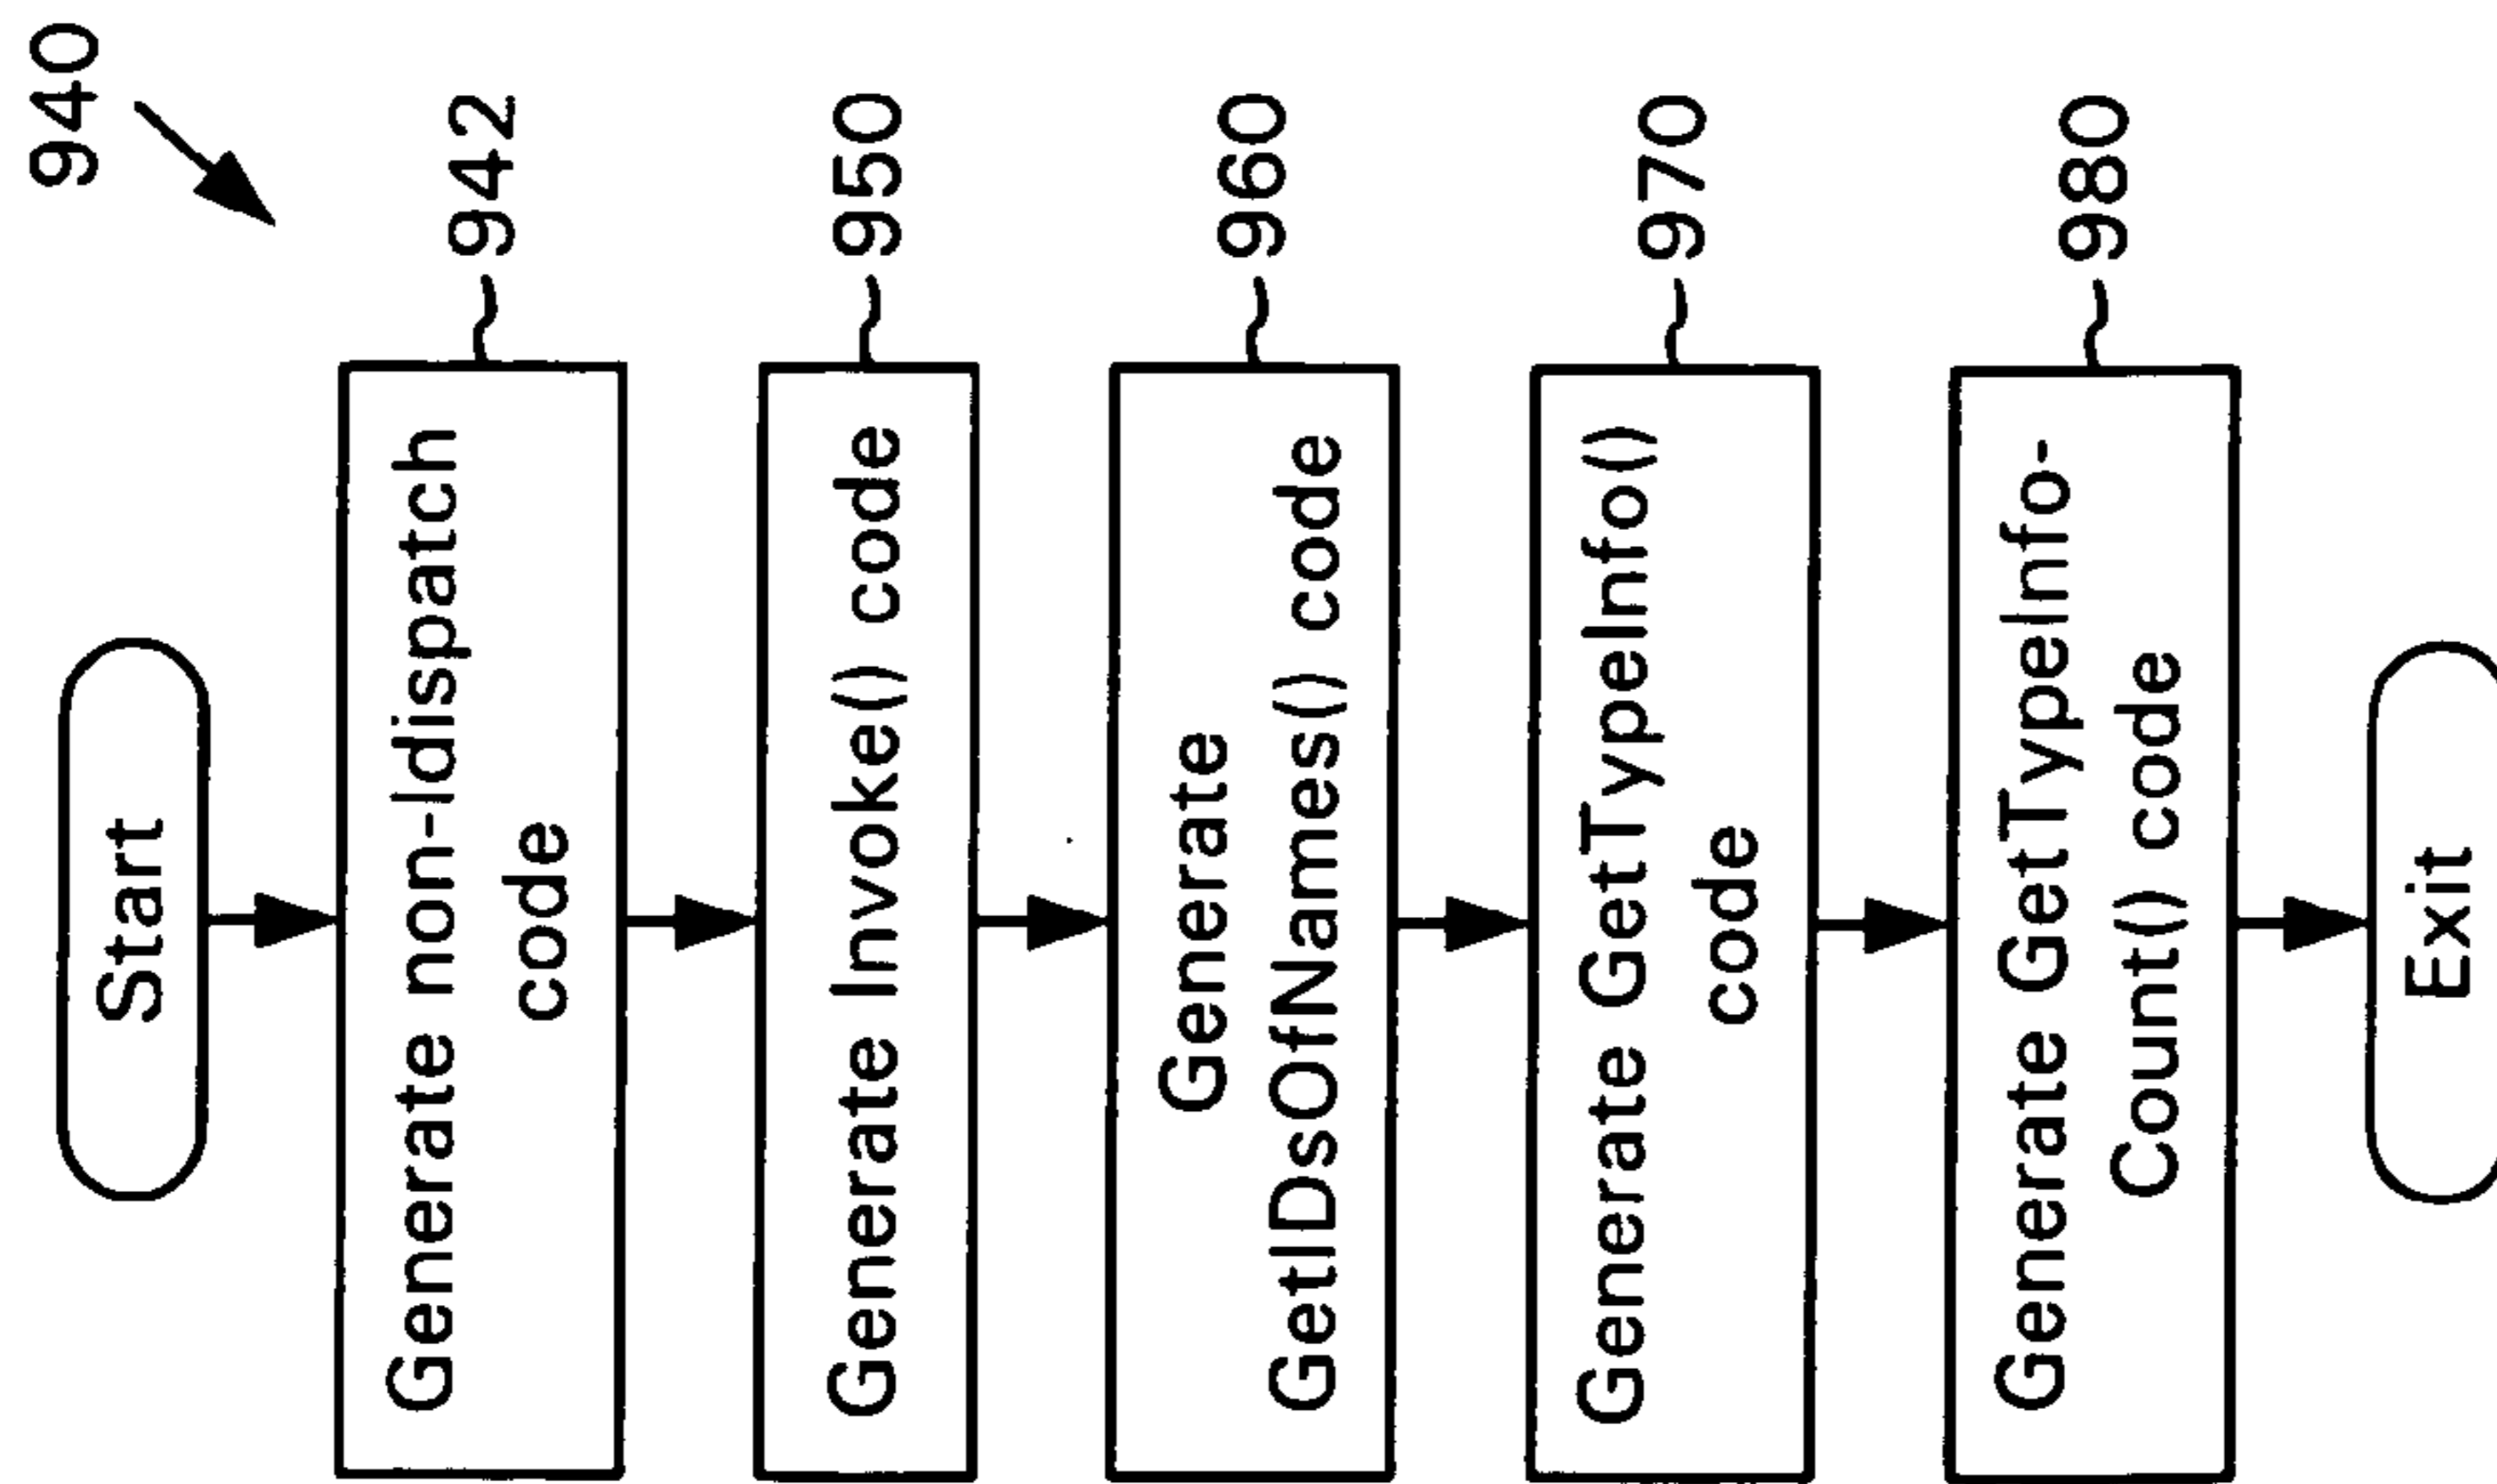 940
Start
Generate non-Idispatch
code
942
Generate Invoke() code
950
Generate
GetIDsOfNames() code
960
Generate GetTypeInfo()
code
970
Generate GetTypeInfo-
Count() code
980
Exit